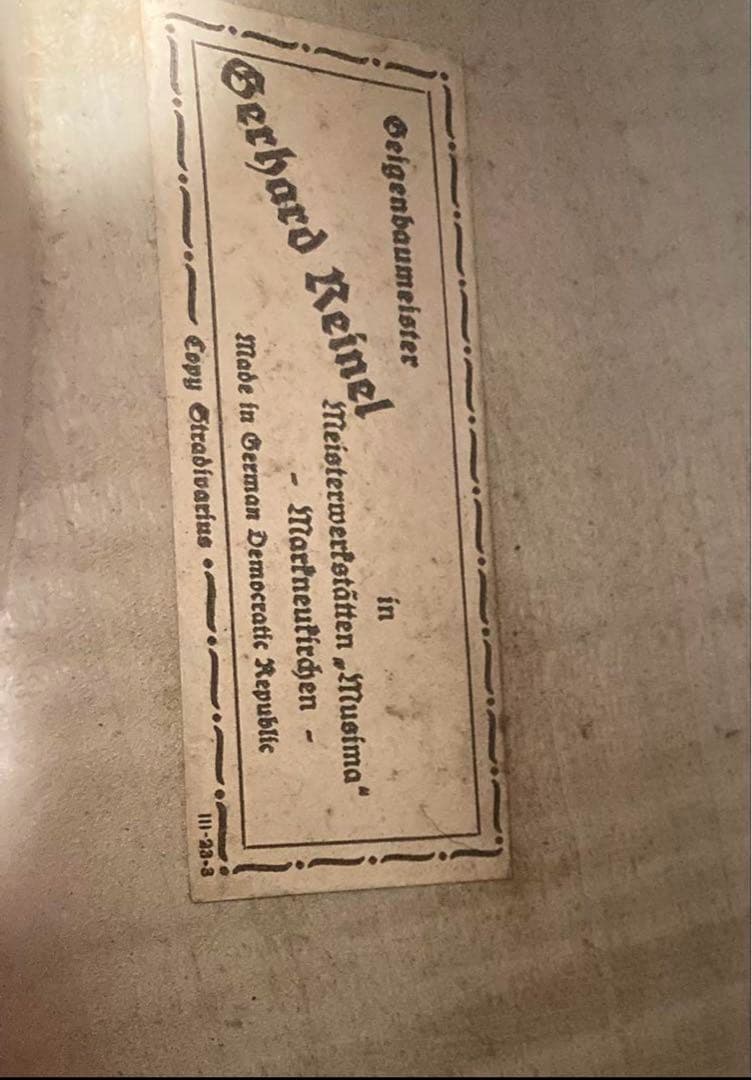 Geigenbaumeister
Gerhard Reinel
in
Meisterwerkstätten „Musima“
- Markneukirchen -
Made in German Democratic Republic
Copy Stradivarius
III-23-3